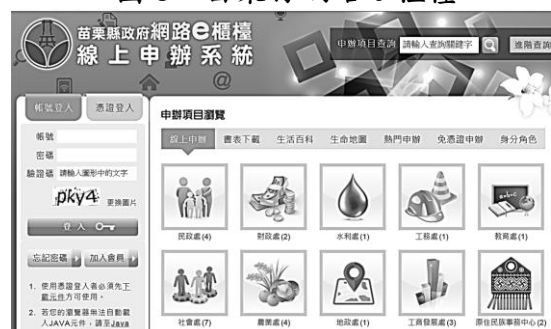 苗栗縣政府網路e櫃檯
線上申辦系統
申辦項目查詢 請輸入查詢關鍵字 進階查詢
帳號登入 憑證登入
帳號
密碼
驗證碼 請輸入圖形中的文字
pky4 更換圖片
登入
忘記密碼 加入會員
1. 使用憑證登入者必須先下
載元件方可使用。
2. 若您的瀏覽器無法自動載
入JAVA元件,請至Java
申辦項目瀏覽
線上申辦 書表下載 生活百科 生命地圖 熱門申辦 免憑證申辦 身分角色
民政處(4) 財政處(2) 水利處(1) 工務處(1) 教育處(1)
社會處(7) 農業處(4) 地政處(1) 工商發展處(3) 原住民族事務中心(2)